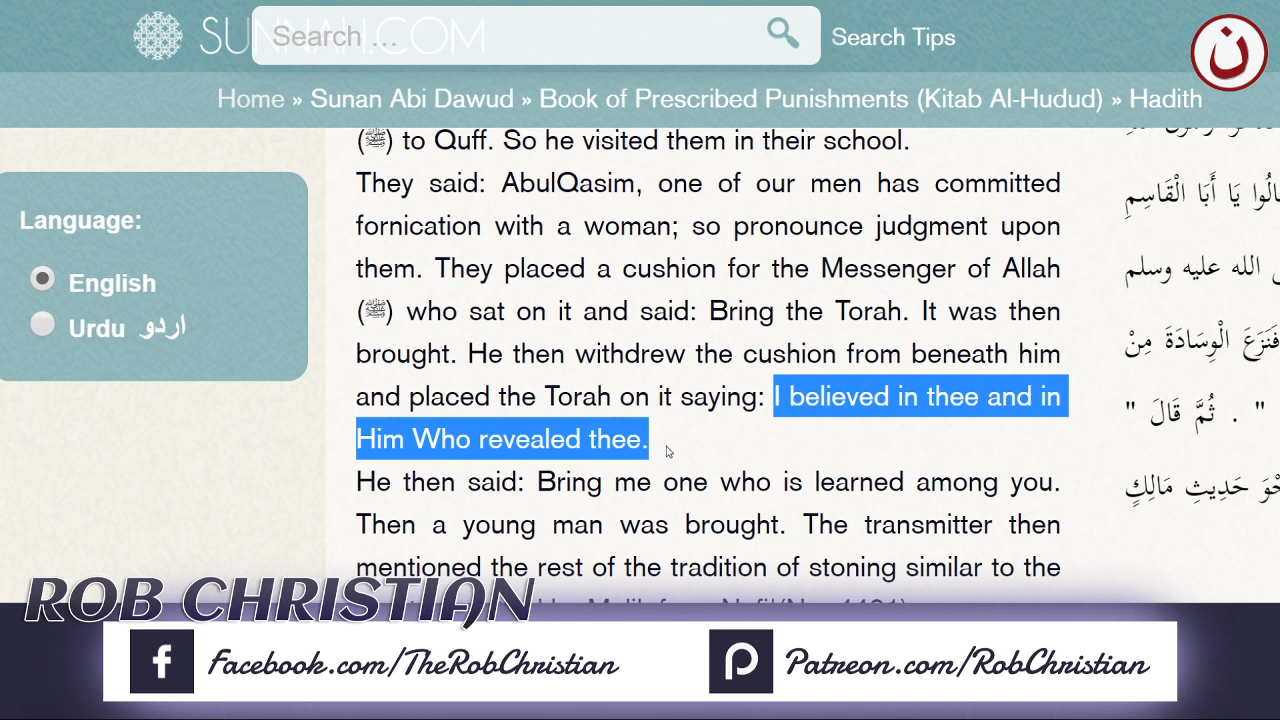 SUNNAH.COM
Search …
Search Tips
ن
Home » Sunan Abi Dawud » Book of Prescribed Punishments (Kitab Al-Hudud) » Hadith
(ﷺ) to Quff. So he visited them in their school.
They said: AbulQasim, one of our men has committed
fornication with a woman; so pronounce judgment upon
them. They placed a cushion for the Messenger of Allah
(ﷺ) who sat on it and said: Bring the Torah. It was then
brought. He then withdrew the cushion from beneath him
and placed the Torah on it saying: I believed in thee and in
Him Who revealed thee.
He then said: Bring me one who is learned among you.
Then a young man was brought. The transmitter then
mentioned the rest of the tradition of stoning similar to the
Language:
English
Urdu اردو
يَا أَبَا الْقَاسِمِ
الله عليه وسلم
فَنَزَعَ الْوِسَادَةَ مِنْ
" . ثُمَّ قَالَ "
حَدِيثِ مَالِكٍ
ROB CHRISTIAN
f Facebook.com/TheRobChristian
Patreon.com/RobChristian